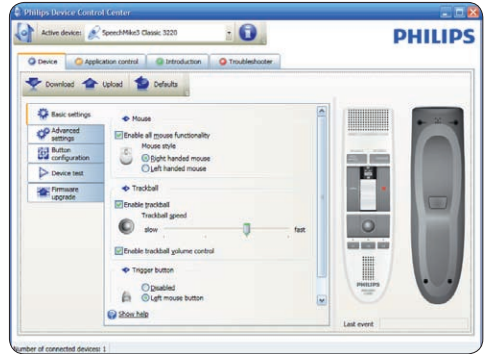 Philips Device Control Center
Active device: SpeechMike3 Classic 3220
PHILIPS
Device Application control Introduction Troubleshooter
Download Upload Defaults
Basic settings
Advanced settings
Button configuration
Device test
Firmware upgrade
Mouse
Enable all mouse functionality
Mouse style
Right handed mouse
Left handed mouse
Trackball
Enable trackball
Trackball speed
slow fast
Enable trackball volume control
Trigger button
Disabled
Left mouse button
Show help
PHILIPS
Last event
Number of connected devices: 1